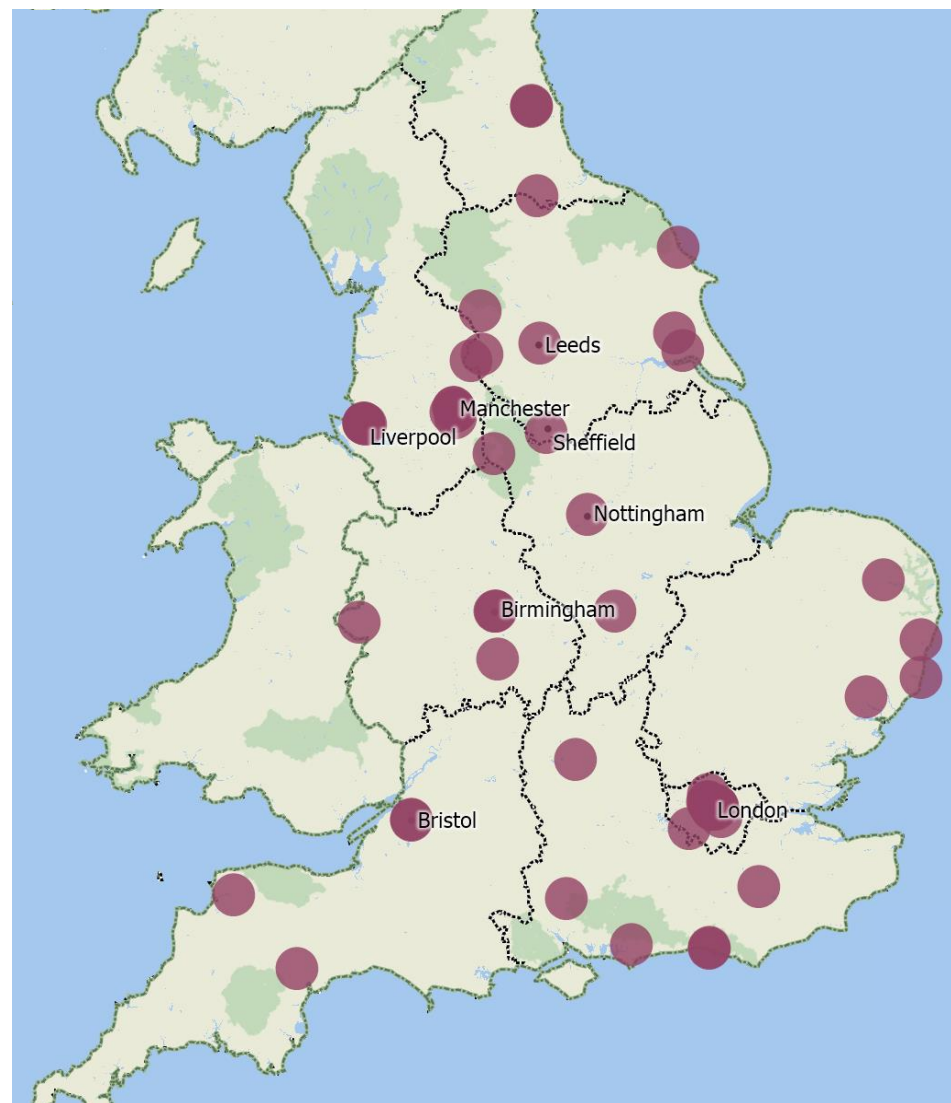 Leeds
Manchester
Liverpool
Sheffield
Nottingham
Birmingham
London
Bristol